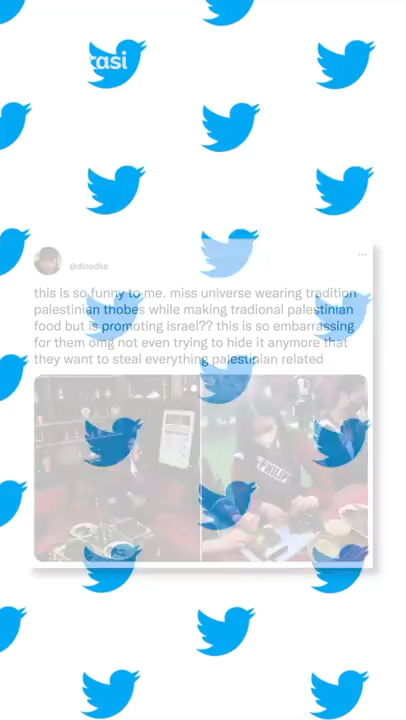 rasi
@dinodks
this is so funny to me. miss universe wearing tradition
palestinian thobes while making tradional palestinian
food but is promoting israel?? this is so embarrassing
for them omg not even trying to hide it anymore that
they want to steal everything palestinian related
PHILIPP